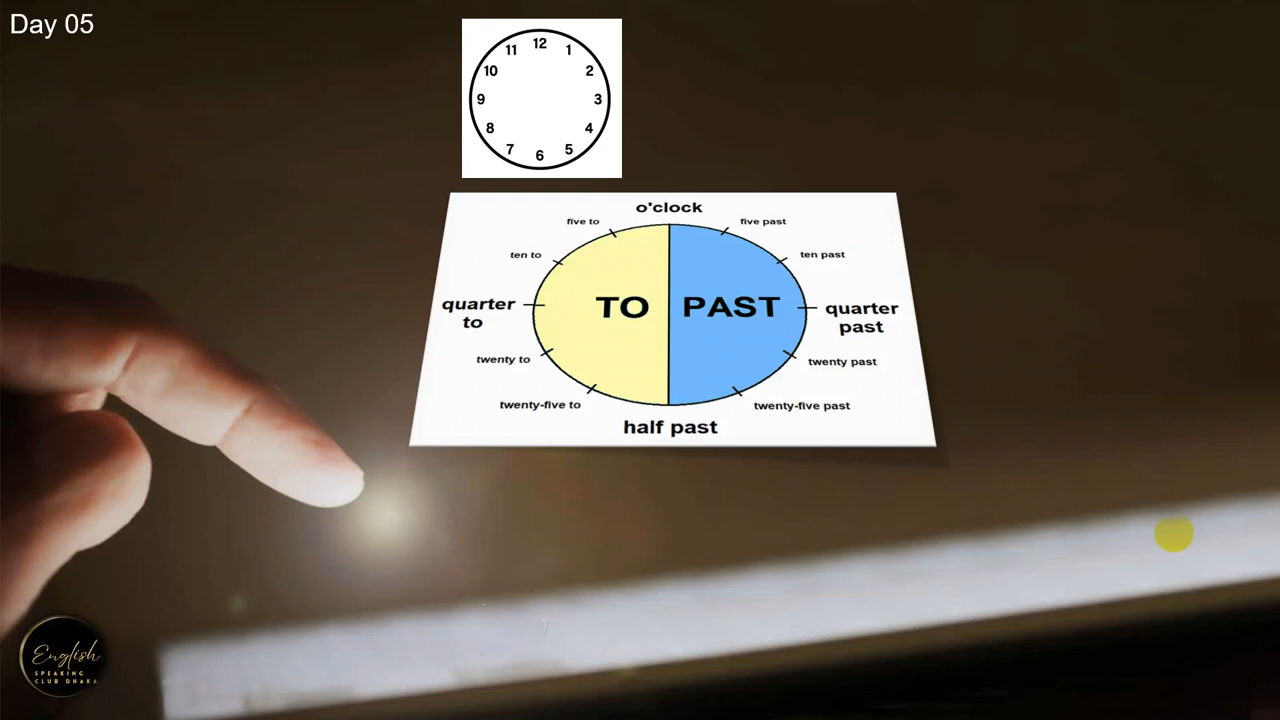 Day 05
12
11
1
10
2
9
3
8
4
7
5
6
o'clock
five to
five past
ten to
ten past
TO
PAST
quarter
to
quarter
past
twenty to
twenty past
twenty-five to
twenty-five past
half past
English
SPEAKING
CLUB DHAKA